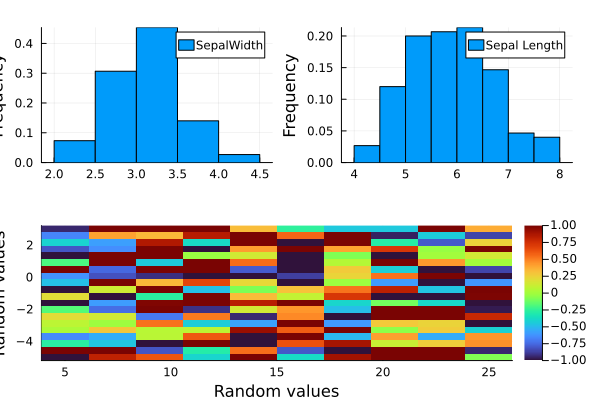 SepalWidth
Frequency
0.4
0.3
0.2
0.1
0.0
2.0 2.5 3.0 3.5 4.0 4.5
Sepal Length
Frequency
0.20
0.15
0.10
0.05
0.00
4 5 6 7 8
Random values
2
0
−2
−4
5 10 15 20 25
Random values
1.00
0.75
0.50
0.25
0
−0.25
−0.50
−0.75
−1.00